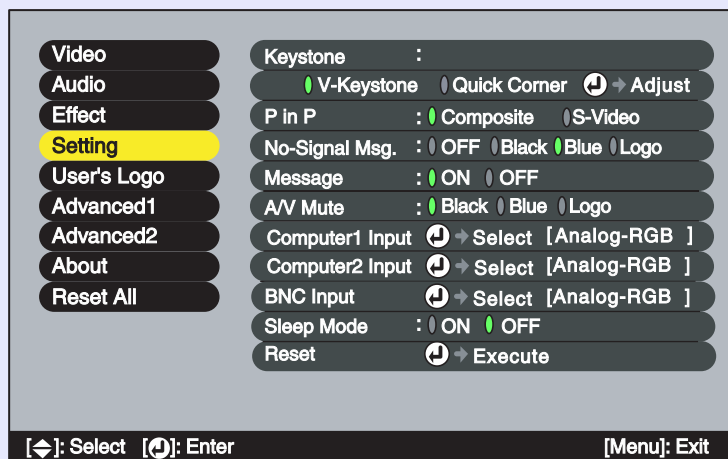 Video
Audio
Effect
Setting
User's Logo
Advanced1
Advanced2
About
Reset All
Keystone :
V-Keystone Quick Corner Adjust
P in P : Composite S-Video
No-Signal Msg. : OFF Black Blue Logo
Message : ON OFF
A/V Mute : Black Blue Logo
Computer1 Input Select [Analog-RGB ]
Computer2 Input Select [Analog-RGB ]
BNC Input Select [Analog-RGB ]
Sleep Mode : ON OFF
Reset Execute
[ ]: Select [ ]: Enter [Menu]: Exit